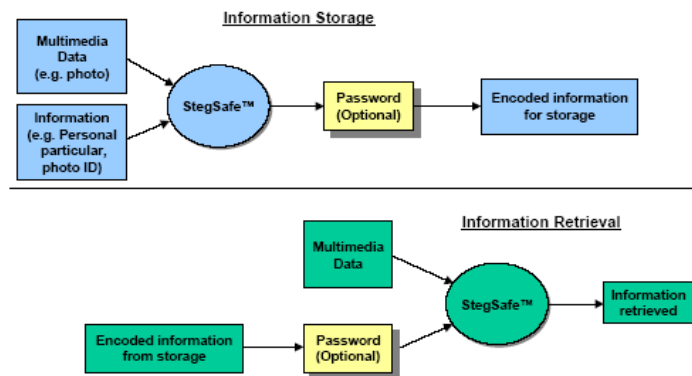 Information Storage
Multimedia
Data
(e.g. photo)
Information
(e.g. Personal
particular,
photo ID)
StegSafe™
Password
(Optional)
Encoded information
for storage
Information Retrieval
Multimedia
Data
Encoded information
from storage
Password
(Optional)
StegSafe™
Information
retrieved